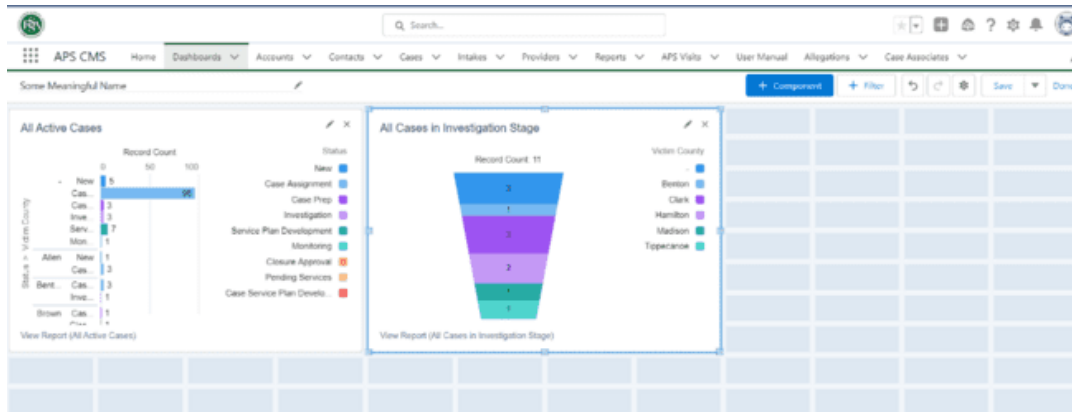 Search...
APS CMS Home Dashboards Accounts Contacts Cases Intakes Providers Reports APS Visits User Manual Allegations Case Associates
Some Meaningful Name + Component + Filter Save Done
All Active Cases
Record Count
0 50 100
Status > Victim County
- New 5
Cas... 95
Cas... 3
Inve... 3
Serv... 7
Mon... 1
Allen New 1
Cas... 3
Bent... Cas... 3
Inve... 1
Brown Cas... 1
Status
New
Case Assignment
Case Prep
Investigation
Service Plan Development
Monitoring
Closure Approval
Pending Services
Case Service Plan Develo...
View Report (All Active Cases)
All Cases in Investigation Stage
Record Count 11
3
1
3
2
1
1
Victim County
-
Benton
Clark
Hamilton
Madison
Tippecanoe
View Report (All Cases in Investigation Stage)